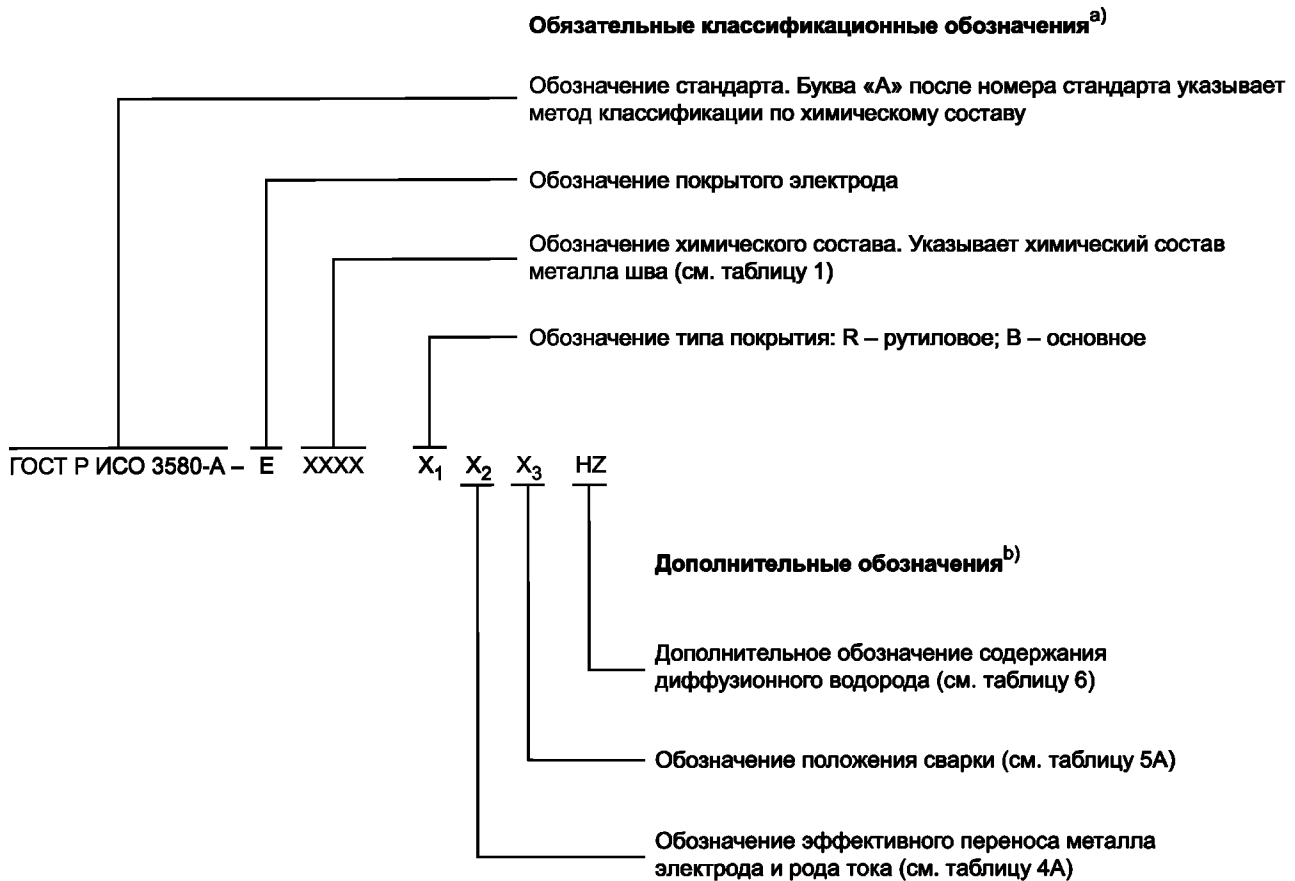 Обязательные классификационные обозначения a)
Обозначение стандарта. Буква «А» после номера стандарта указывает
метод классификации по химическому составу
Обозначение покрытого электрода
Обозначение химического состава. Указывает химический состав
металла шва (см. таблицу 1)
Обозначение типа покрытия: R – рутиловое; B – основное
ГОСТ Р ИСО 3580-А – E XXXX X1 X2 X3 HZ
Дополнительные обозначения b)
Дополнительное обозначение содержания
диффузионного водорода (см. таблицу 6)
Обозначение положения сварки (см. таблицу 5А)
Обозначение эффективного переноса металла
электрода и рода тока (см. таблицу 4А)